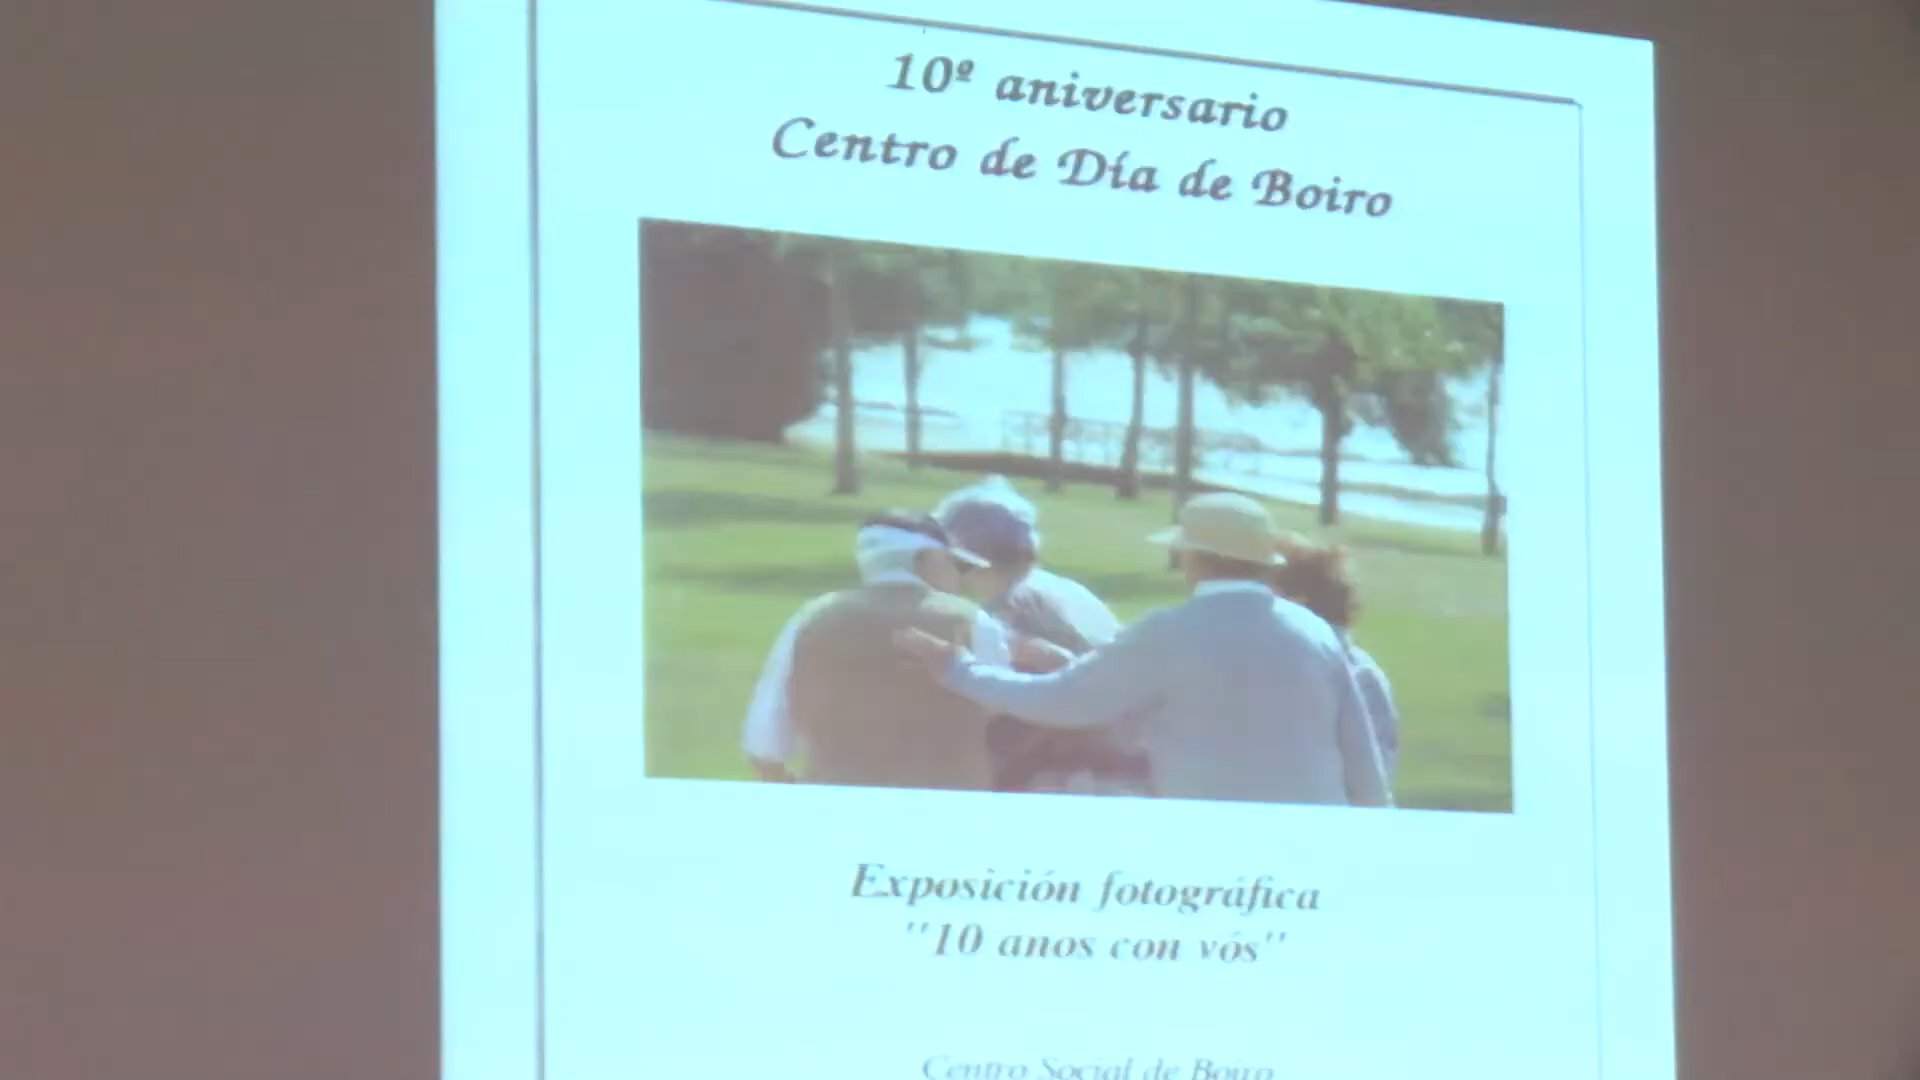 10º aniversario
Centro de Día de Boiro
Exposición fotográfica
"10 anos con vós"
Centro Social de Boiro